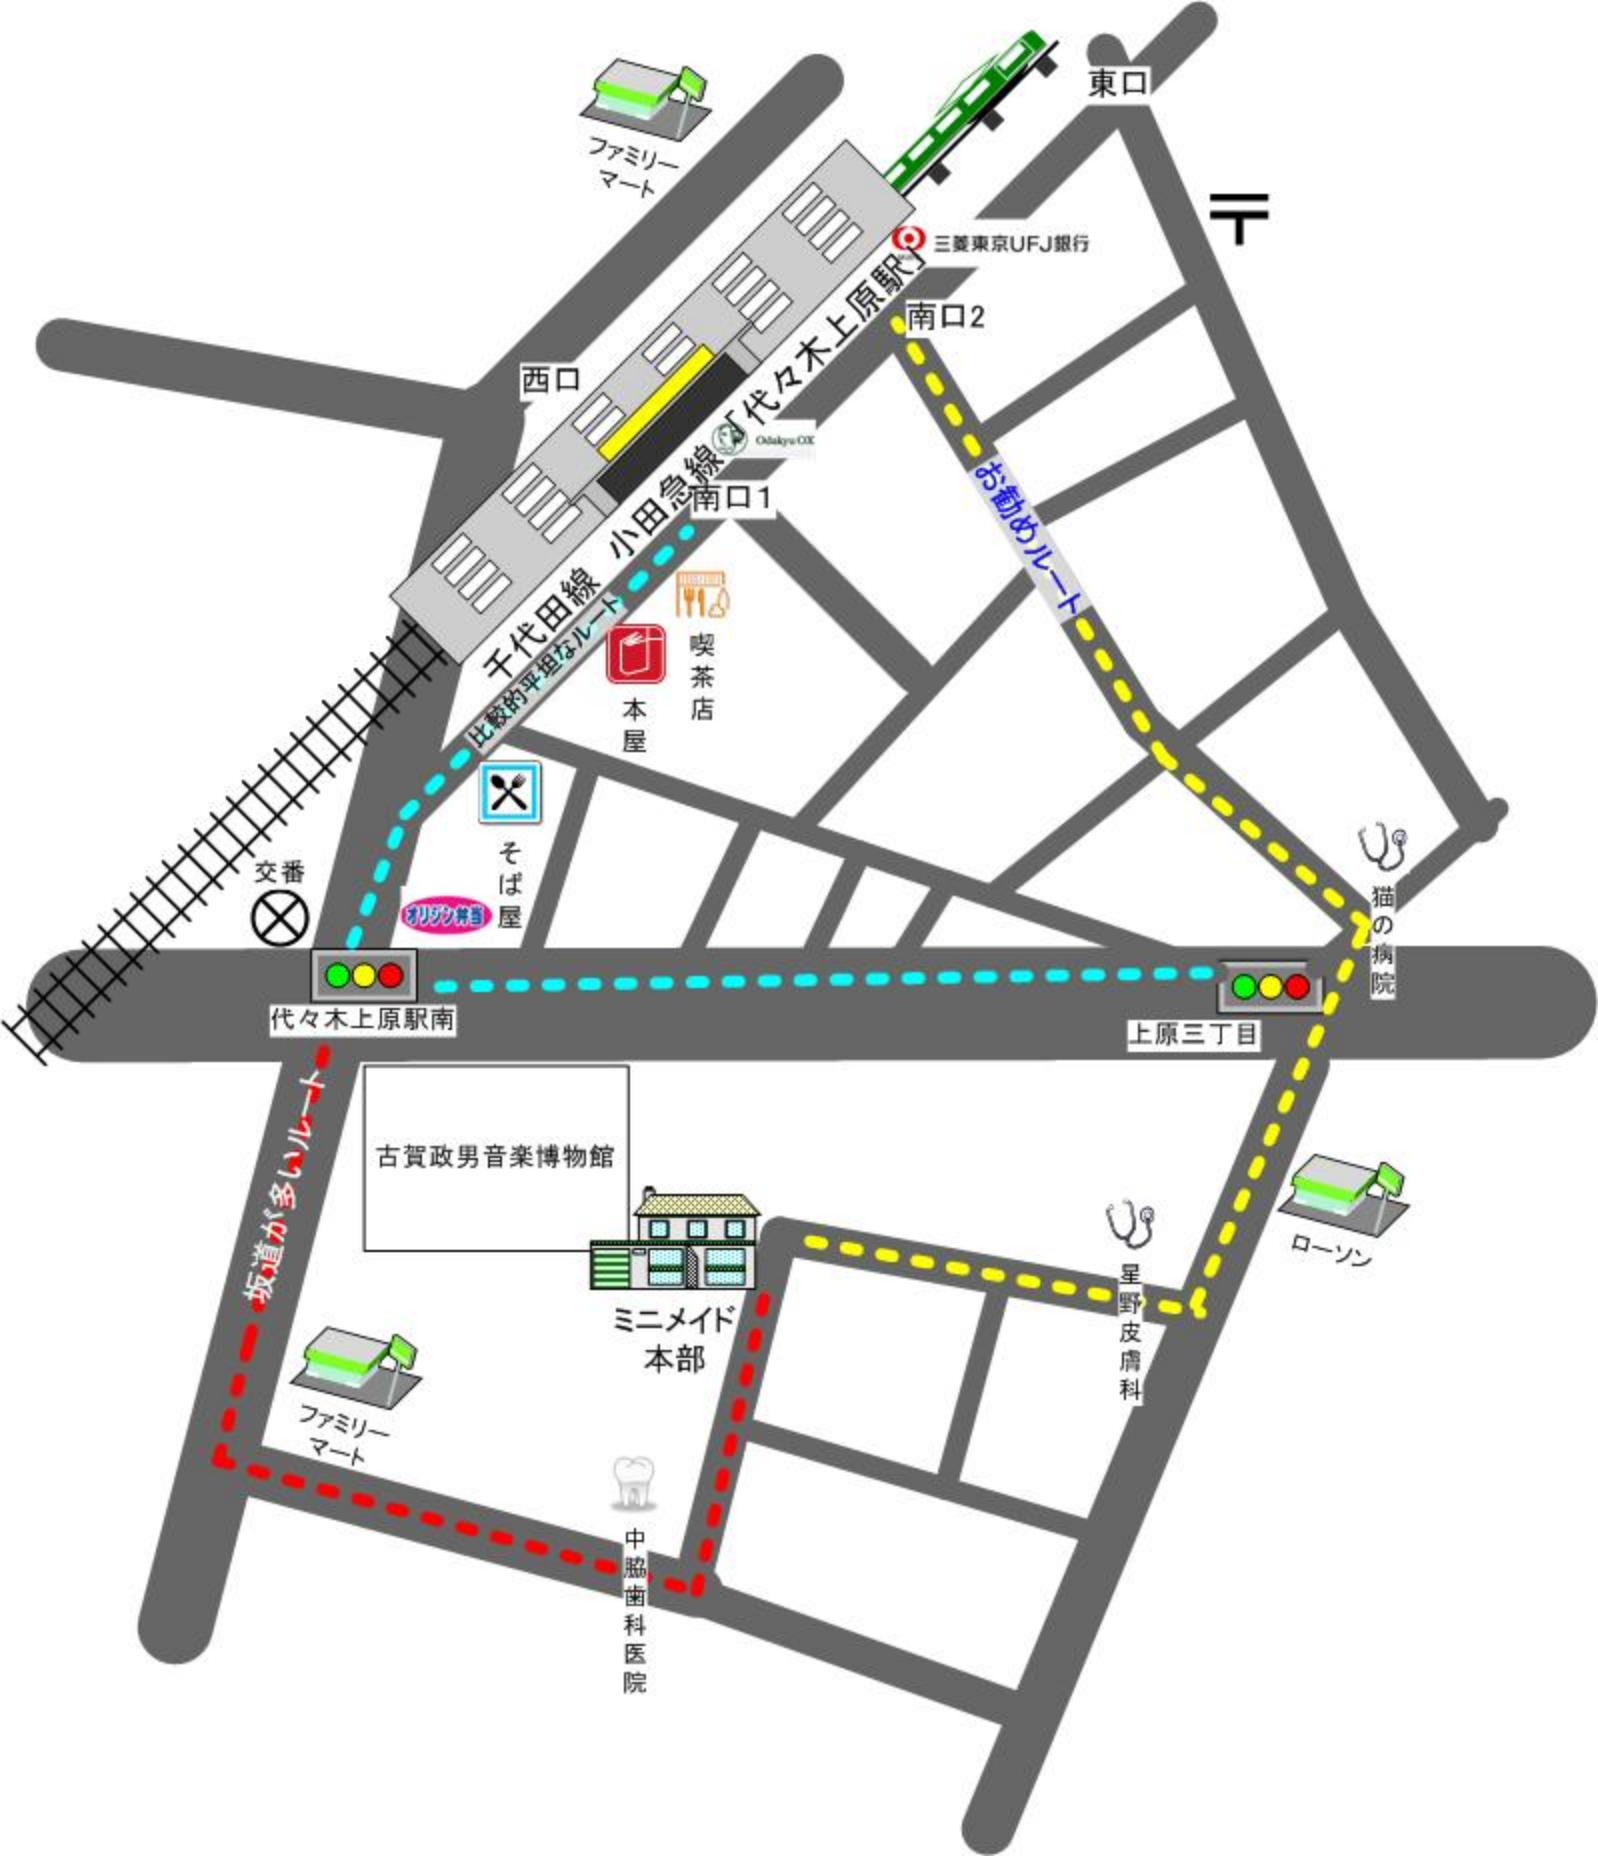 東口
ファミリー
マート
三菱東京UFJ銀行
南口2
西口
千代田線　小田急線「代々木上原駅」
Odakyu OX
南口1
お勧めルート
比較的平坦なルート
喫茶店
本屋
そば屋
交番
オリジン弁当
猫の病院
代々木上原駅南
上原三丁目
坂道が多いルート
古賀政男音楽博物館
ローソン
星野皮膚科
ミニメイド
本部
ファミリー
マート
中脇歯科医院